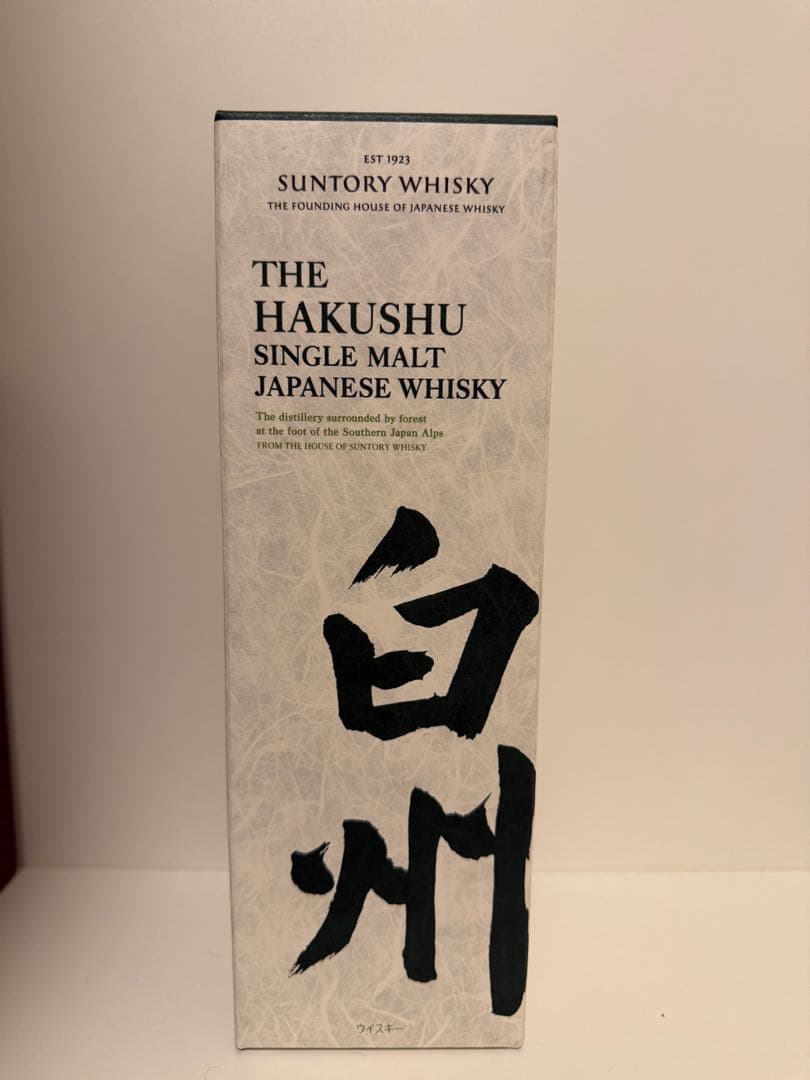 EST 1923
SUNTORY WHISKY
THE FOUNDING HOUSE OF JAPANESE WHISKY
THE
HAKUSHU
SINGLE MALT
JAPANESE WHISKY
The distillery surrounded by forest
at the foot of the Southern Japan Alps
FROM THE HOUSE OF SUNTORY WHISKY
白
州
ウイスキー